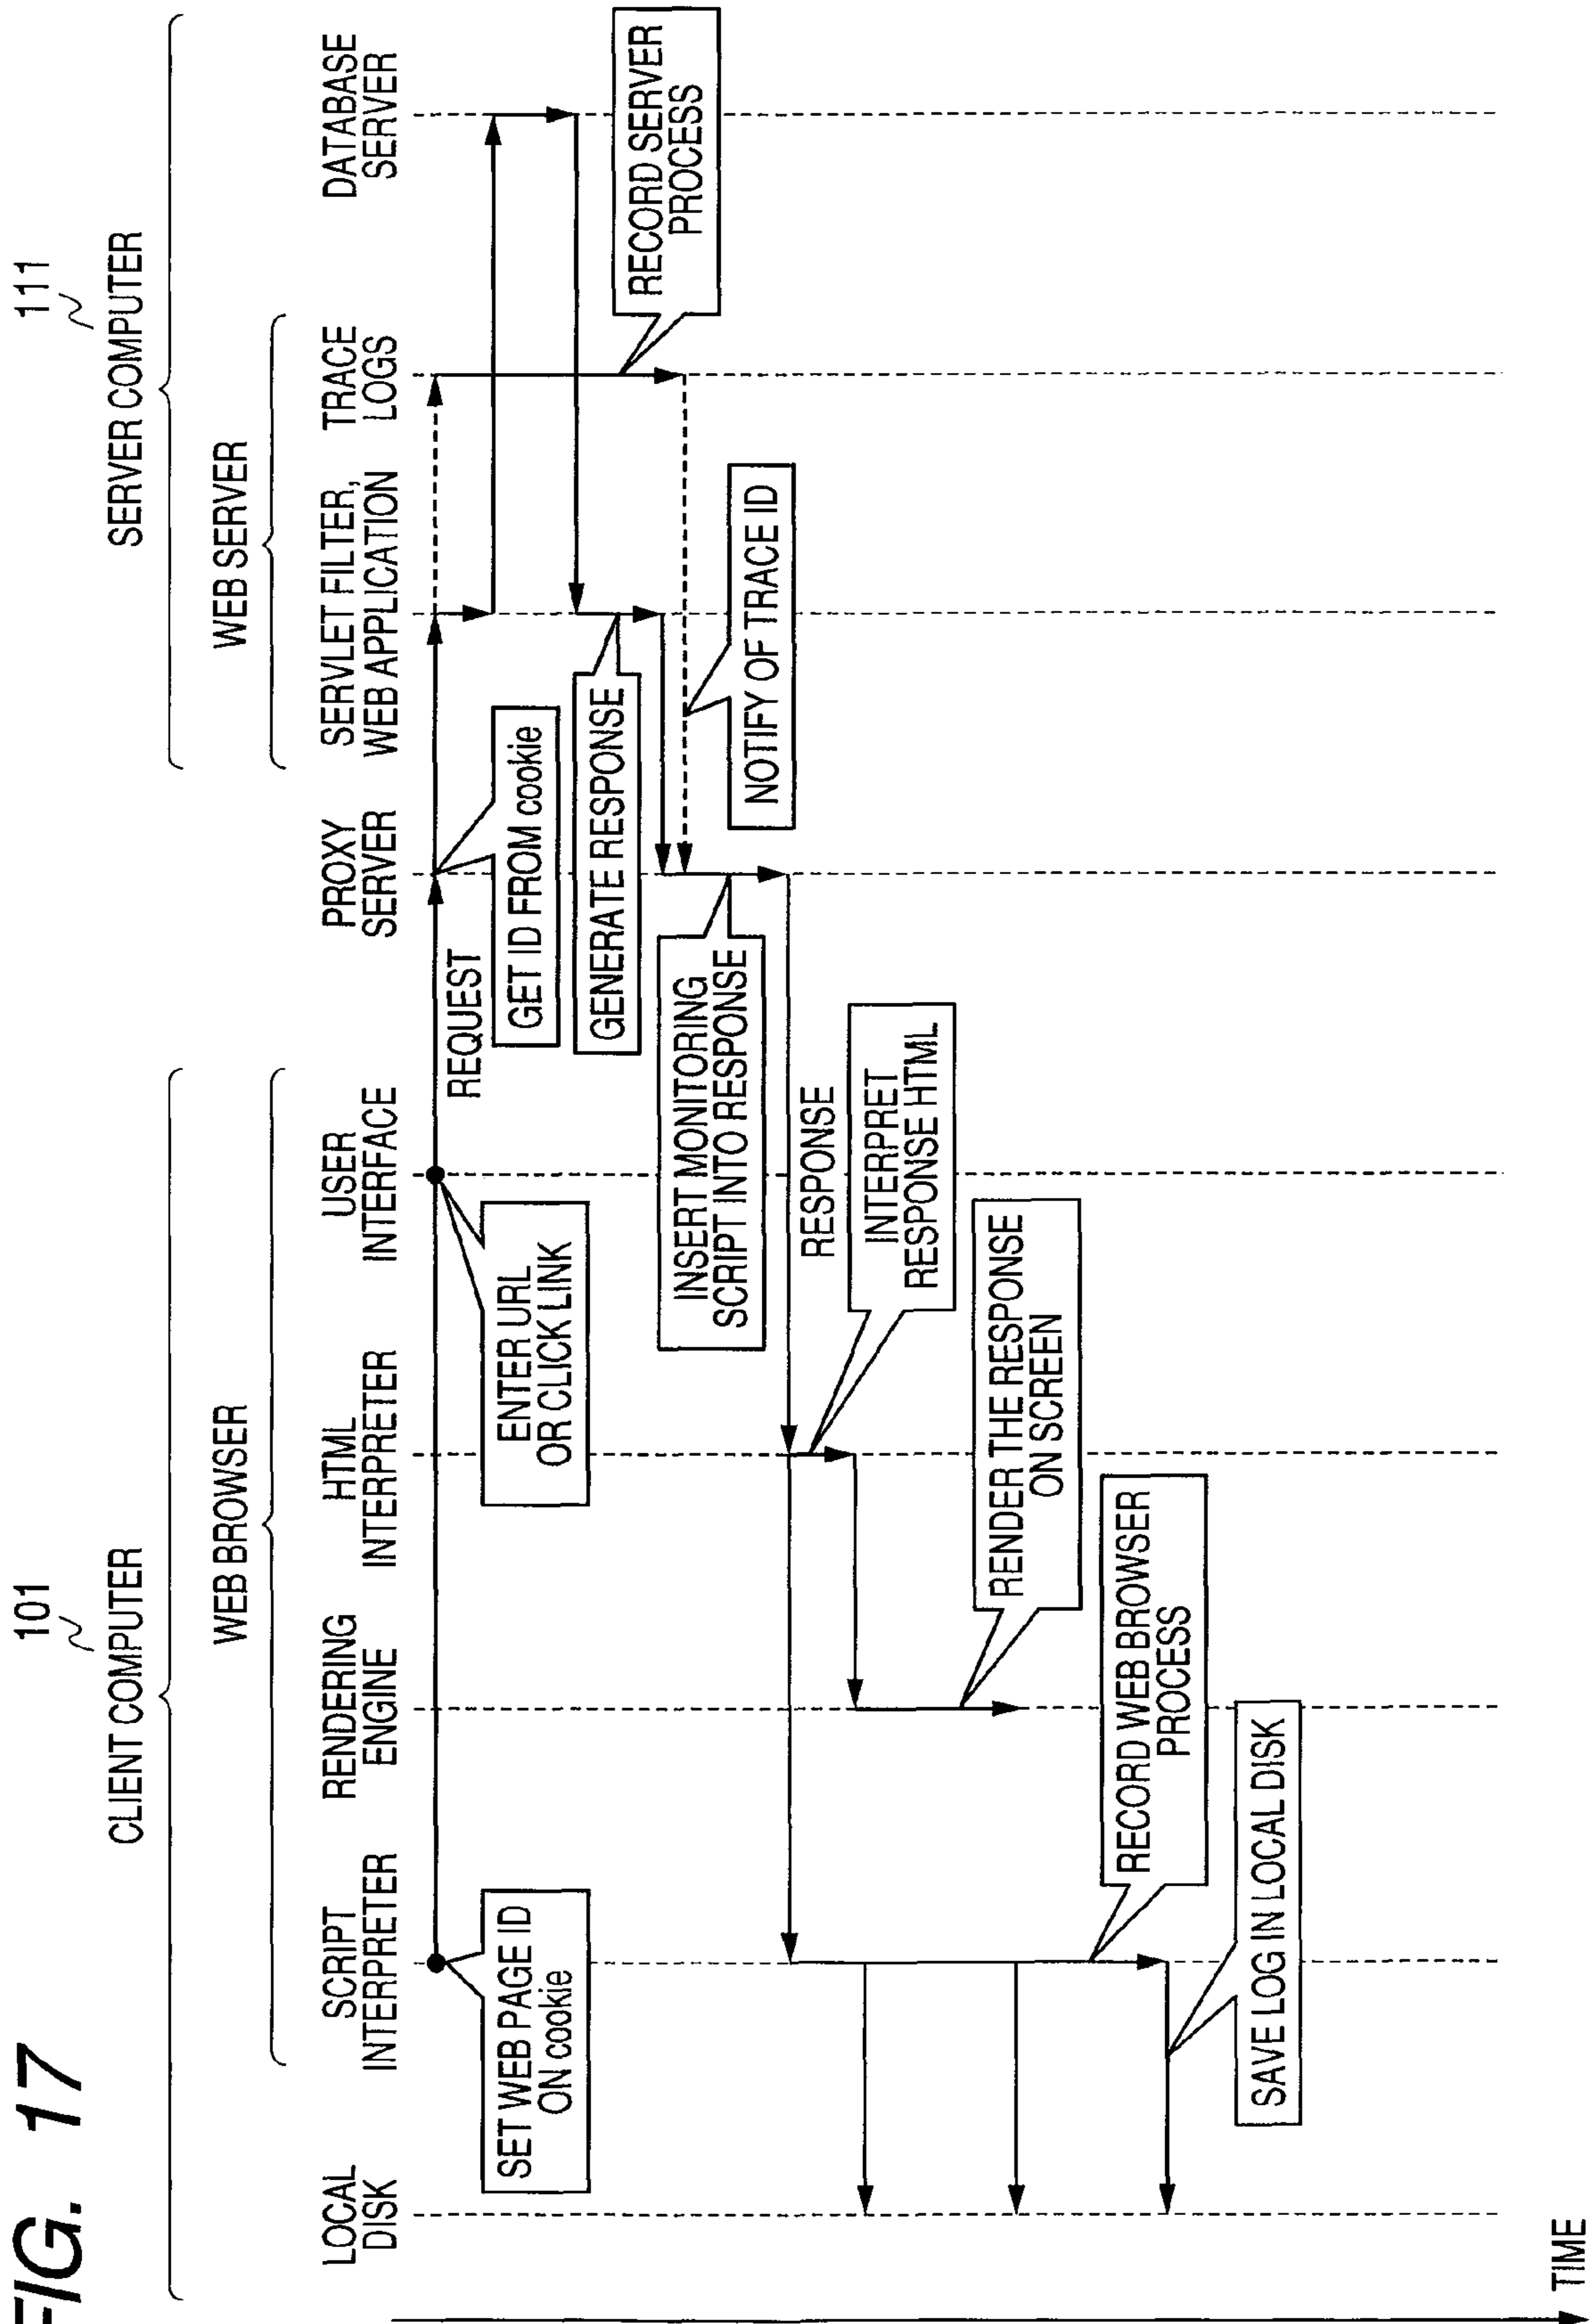 FIG. 17
101
111
CLIENT COMPUTER
SERVER COMPUTER
WEB BROWSER
WEB SERVER
LOCAL
DISK
SCRIPT
INTERPRETER
RENDERING
ENGINE
HTML
INTERPRETER
USER
INTERFACE
PROXY
SERVER
SERVLET FILTER,
WEB APPLICATION
TRACE
LOGS
DATABASE
SERVER
SET WEB PAGE ID
ON cookie
ENTER URL
OR CLICK LINK
REQUEST
GET ID FROM cookie
GENERATE RESPONSE
RECORD SERVER
PROCESS
INSERT MONITORING
SCRIPT INTO RESPONSE
NOTIFY OF TRACE ID
RESPONSE
INTERPRET
RESPONSE HTML
RENDER THE RESPONSE
ON SCREEN
RECORD WEB BROWSER
PROCESS
SAVE LOG IN LOCAL DISK
TIME